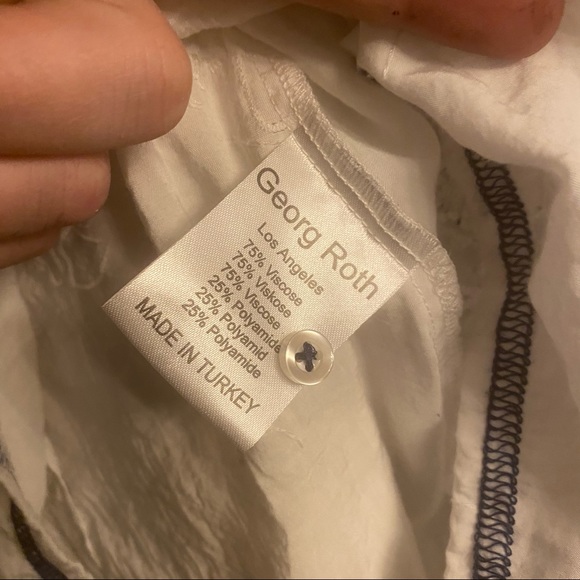 Georg Roth
Los Angeles
75% Viscose
75% Viskose
75% Viscose
25% Polyamide
25% Polyamid
25% Polyamide
MADE IN TURKEY